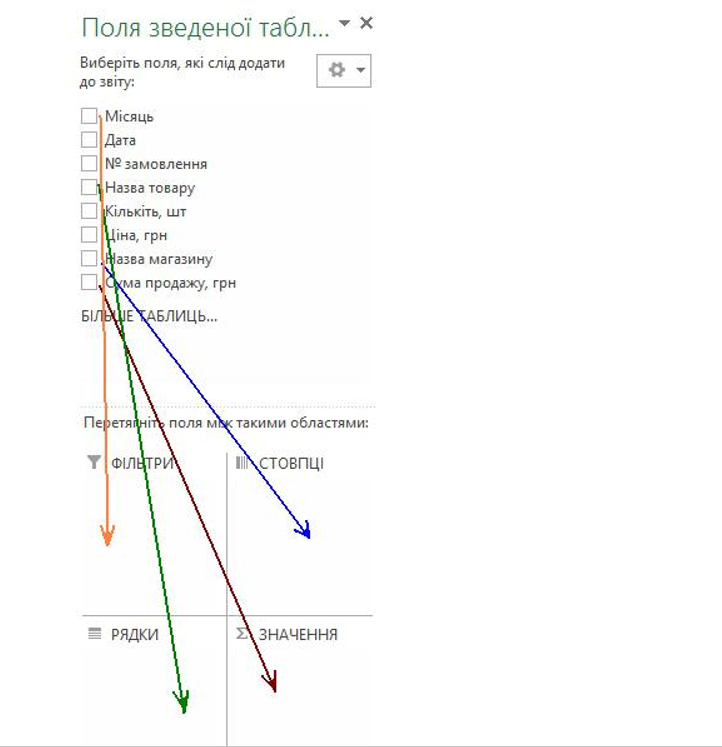 Поля зведеної табл...
Виберіть поля, які слід додати
до звіту:
Місяць
Дата
№ замовлення
Назва товару
Кількіть, шт
Ціна, грн
Назва магазину
Сума продажу, грн
БІЛЬШЕ ТАБЛИЦЬ...
Перетягніть поля між такими областями:
ФІЛЬТРИ
СТОВПЦІ
РЯДКИ
Σ ЗНАЧЕННЯ